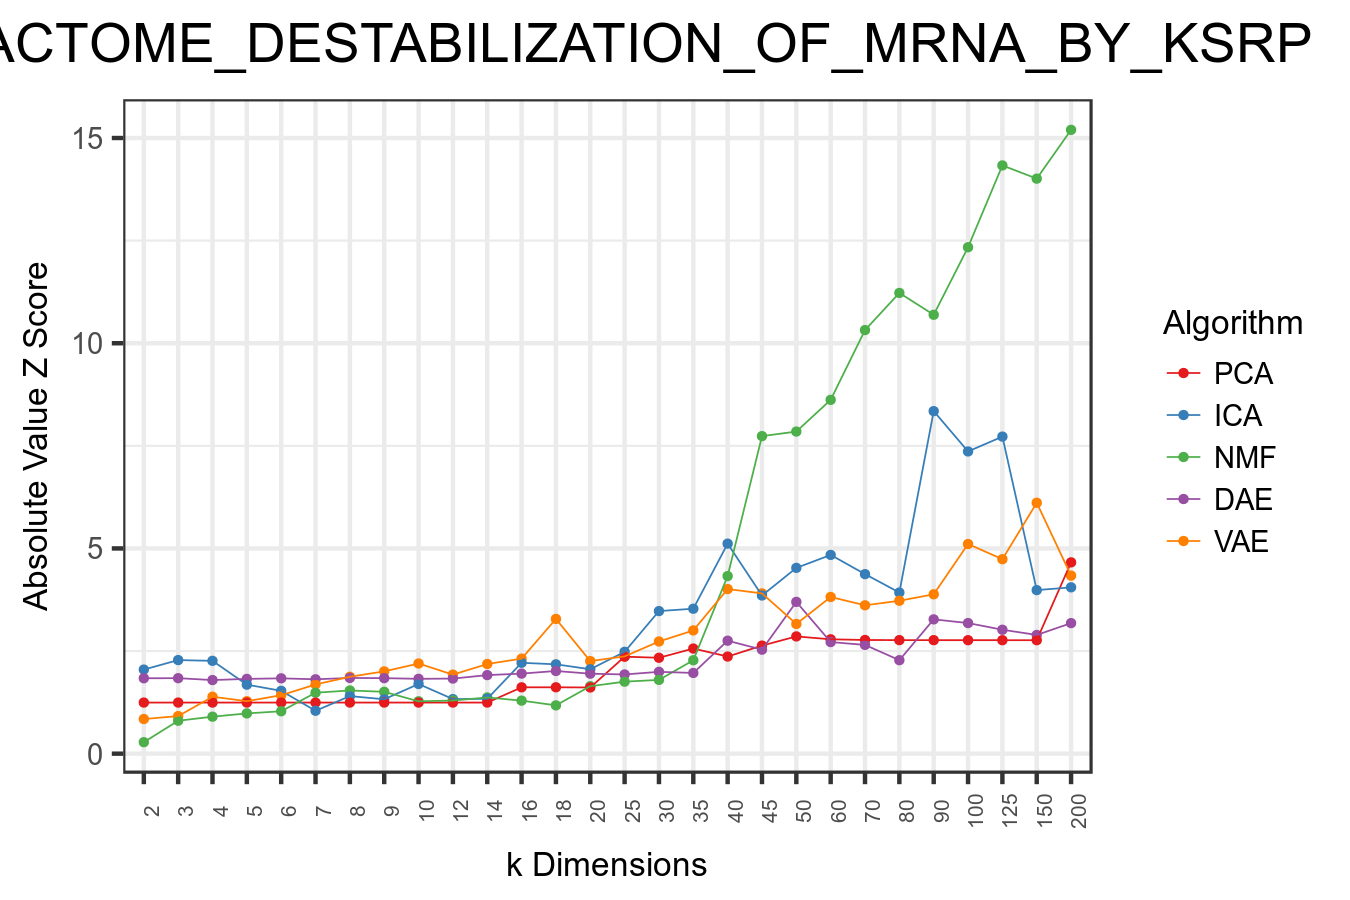 ACTOME_DESTABILIZATION_OF_MRNA_BY_KSRP
15
10
5
0
Absolute Value Z Score
2 3 4 5 6 7 8 9 10 12 14 16 18 20 25 30 35 40 45 50 60 70 80 90 100 125 150 200
k Dimensions
Algorithm
PCA
ICA
NMF
DAE
VAE